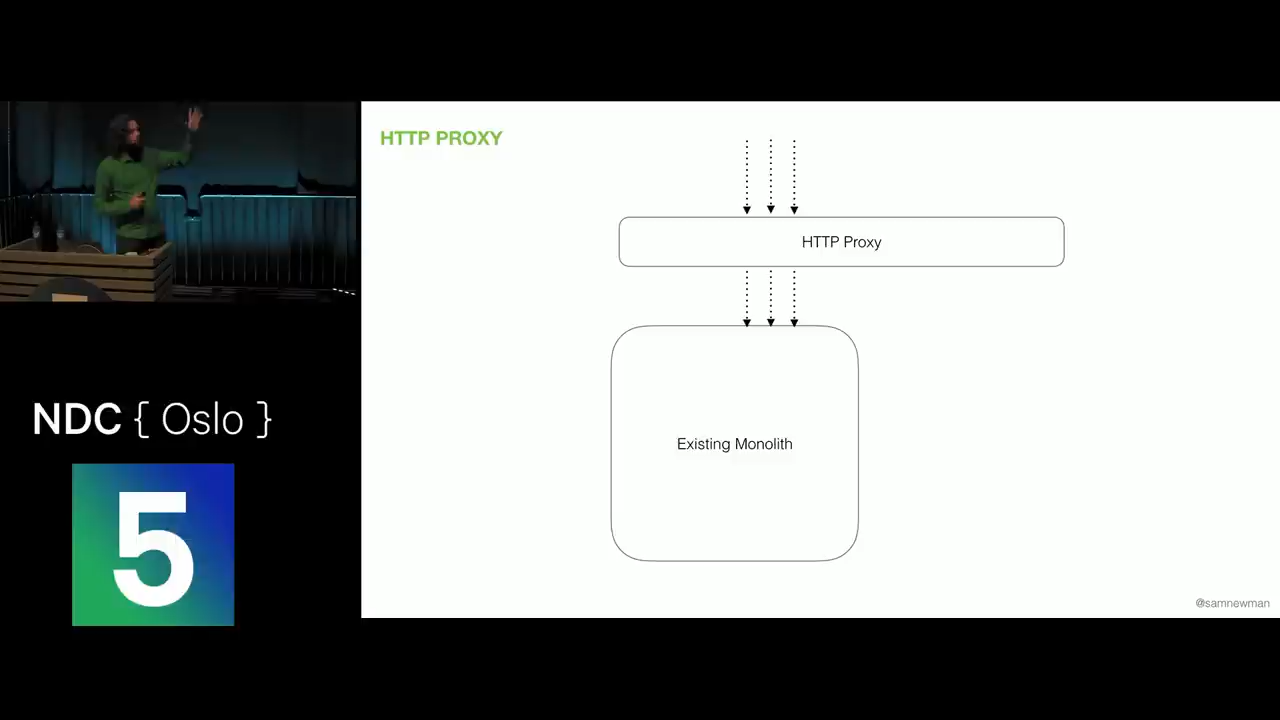 HTTP PROXY
HTTP Proxy
Existing Monolith
NDC { Oslo }
5
@samnewman